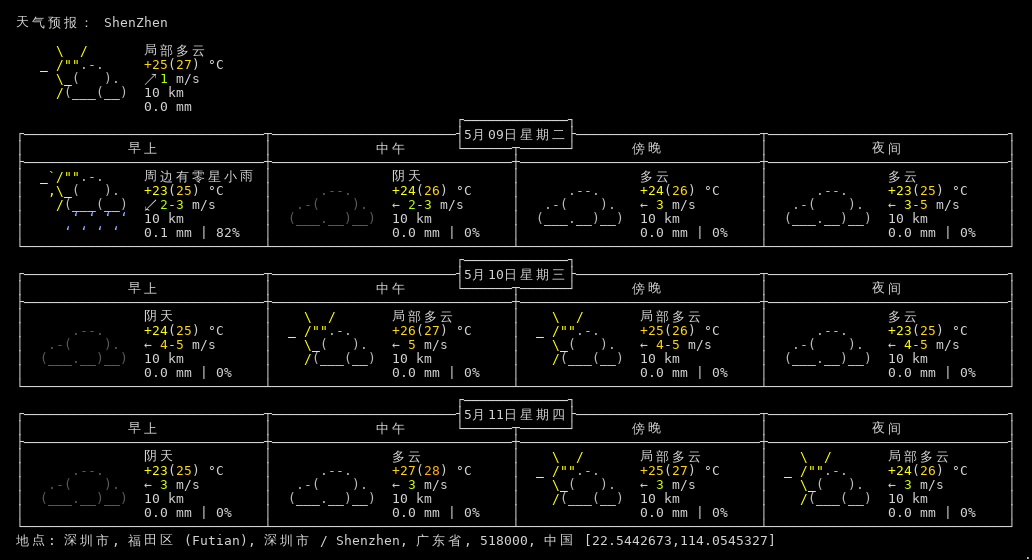 天气预报： ShenZhen
局部多云
+25(27) °C
↗ 1 m/s
10 km
0.0 mm
5月09日星期二
早上 中午 傍晚 夜间
周边有零星小雨 阴天 多云 多云
+23(25) °C +24(26) °C +24(26) °C +23(25) °C
↙ 2-3 m/s ← 2-3 m/s ← 3 m/s ← 3-5 m/s
10 km 10 km 10 km 10 km
0.1 mm | 82% 0.0 mm | 0% 0.0 mm | 0% 0.0 mm | 0%
5月10日星期三
早上 中午 傍晚 夜间
阴天 局部多云 局部多云 多云
+24(25) °C +26(27) °C +25(26) °C +23(25) °C
← 4-5 m/s ← 5 m/s ← 4-5 m/s ← 4-5 m/s
10 km 10 km 10 km 10 km
0.0 mm | 0% 0.0 mm | 0% 0.0 mm | 0% 0.0 mm | 0%
5月11日星期四
早上 中午 傍晚 夜间
阴天 多云 局部多云 局部多云
+23(25) °C +27(28) °C +25(27) °C +24(26) °C
← 3 m/s ← 3 m/s ← 3 m/s ← 3 m/s
10 km 10 km 10 km 10 km
0.0 mm | 0% 0.0 mm | 0% 0.0 mm | 0% 0.0 mm | 0%
地点: 深圳市, 福田区 (Futian), 深圳市 / Shenzhen, 广东省, 518000, 中国 [22.5442673,114.0545327]